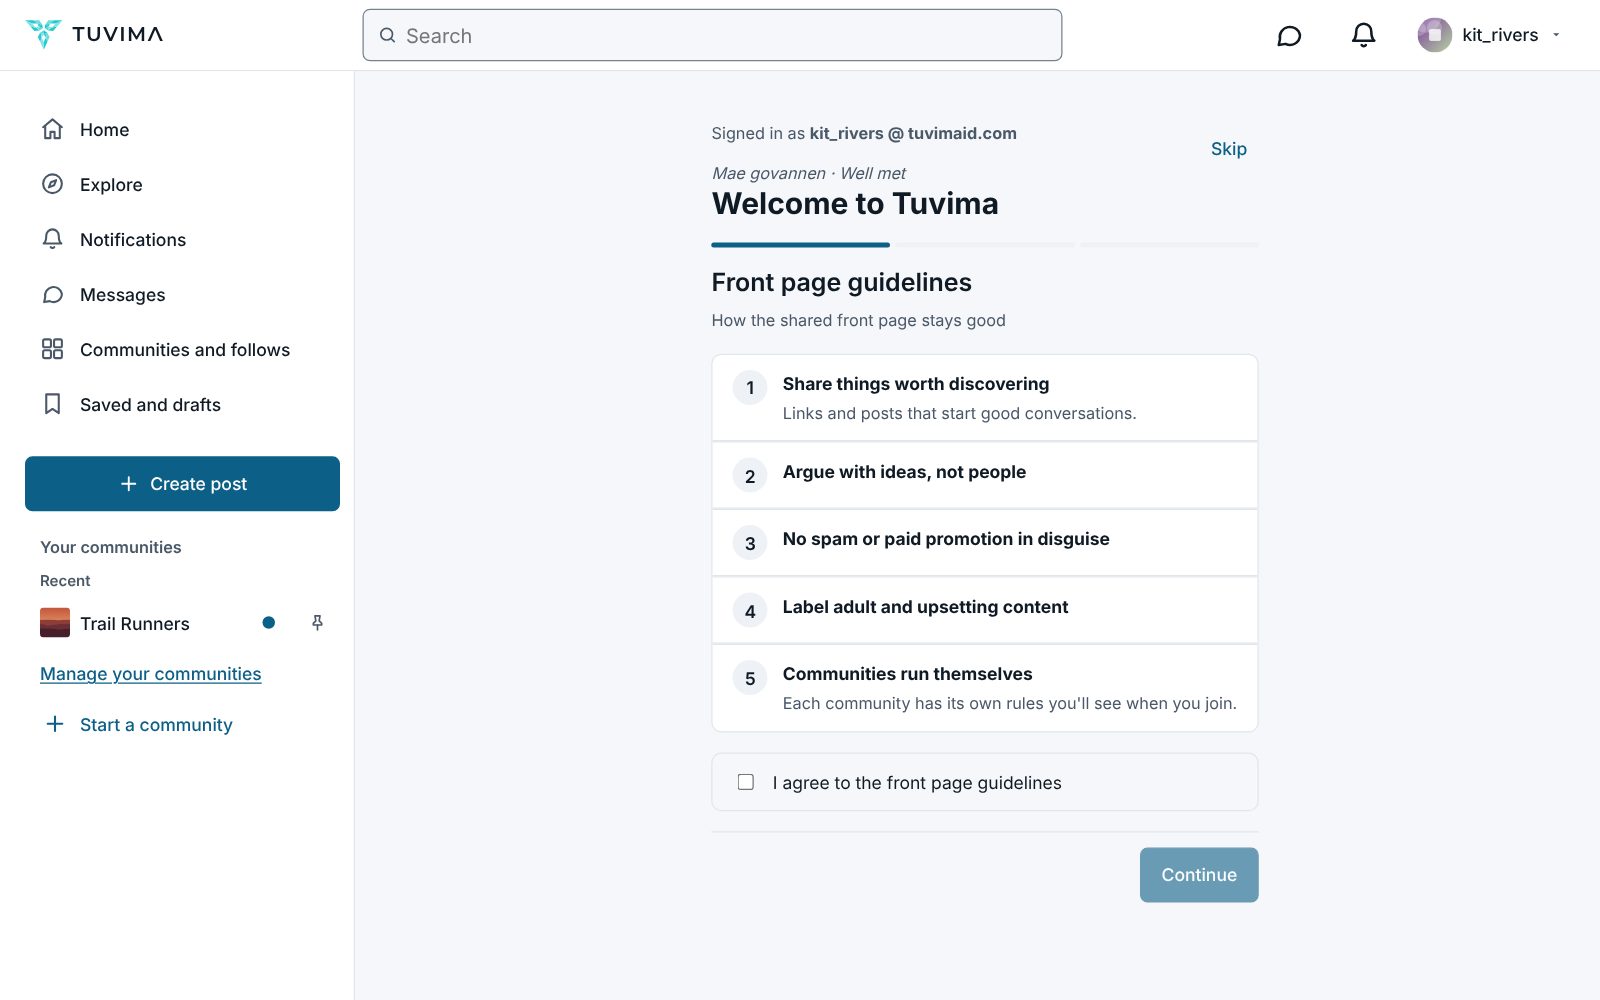 TUVIMA
Search
kit_rivers
Home
Explore
Notifications
Messages
Communities and follows
Saved and drafts
Create post
Your communities
Recent
Trail Runners
Manage your communities
Start a community
Signed in as kit_rivers @ tuvimaid.com
Skip
Mae govannen · Well met
Welcome to Tuvima
Front page guidelines
How the shared front page stays good
1 Share things worth discovering
Links and posts that start good conversations.
2 Argue with ideas, not people
3 No spam or paid promotion in disguise
4 Label adult and upsetting content
5 Communities run themselves
Each community has its own rules you'll see when you join.
I agree to the front page guidelines
Continue